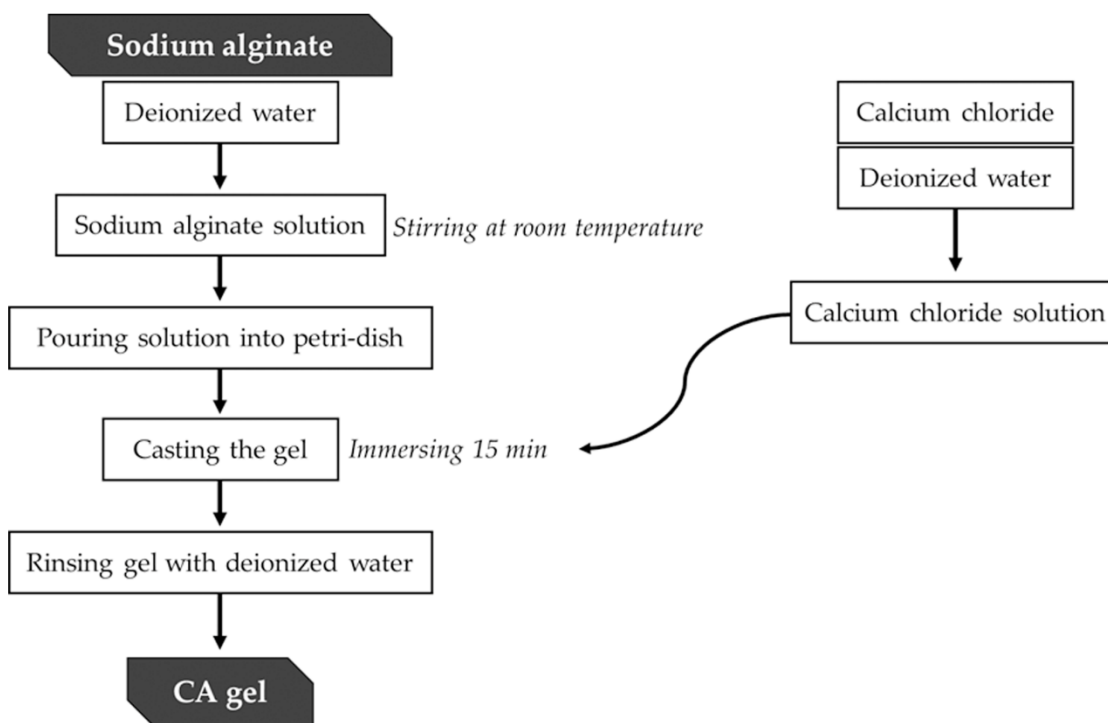 Sodium alginate
Deionized water
Sodium alginate solution
Stirring at room temperature
Pouring solution into petri-dish
Casting the gel
Immersing 15 min
Rinsing gel with deionized water
CA gel
Calcium chloride
Deionized water
Calcium chloride solution